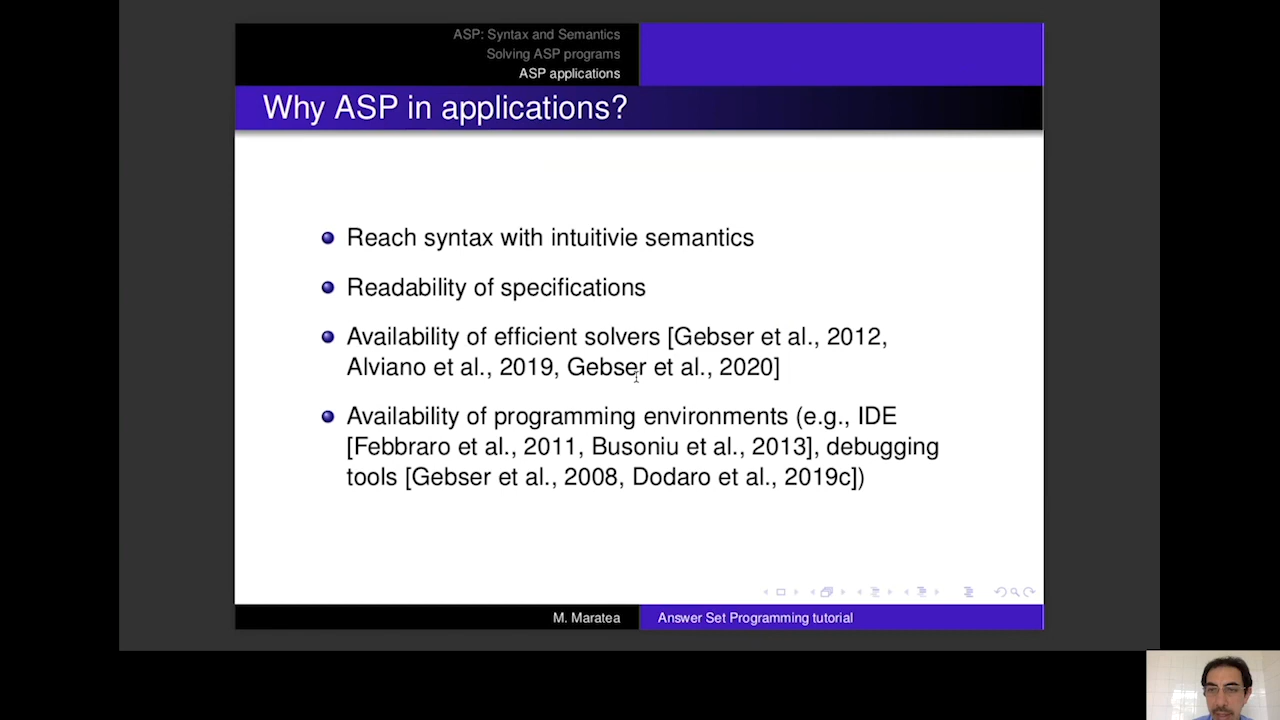 ASP: Syntax and Semantics
Solving ASP programs
ASP applications
Why ASP in applications?
Reach syntax with intuitivie semantics
Readability of specifications
Availability of efficient solvers [Gebser et al., 2012,
Alviano et al., 2019, Gebser et al., 2020]
Availability of programming environments (e.g., IDE
[Febbraro et al., 2011, Busoniu et al., 2013], debugging
tools [Gebser et al., 2008, Dodaro et al., 2019c])
M. Maratea
Answer Set Programming tutorial